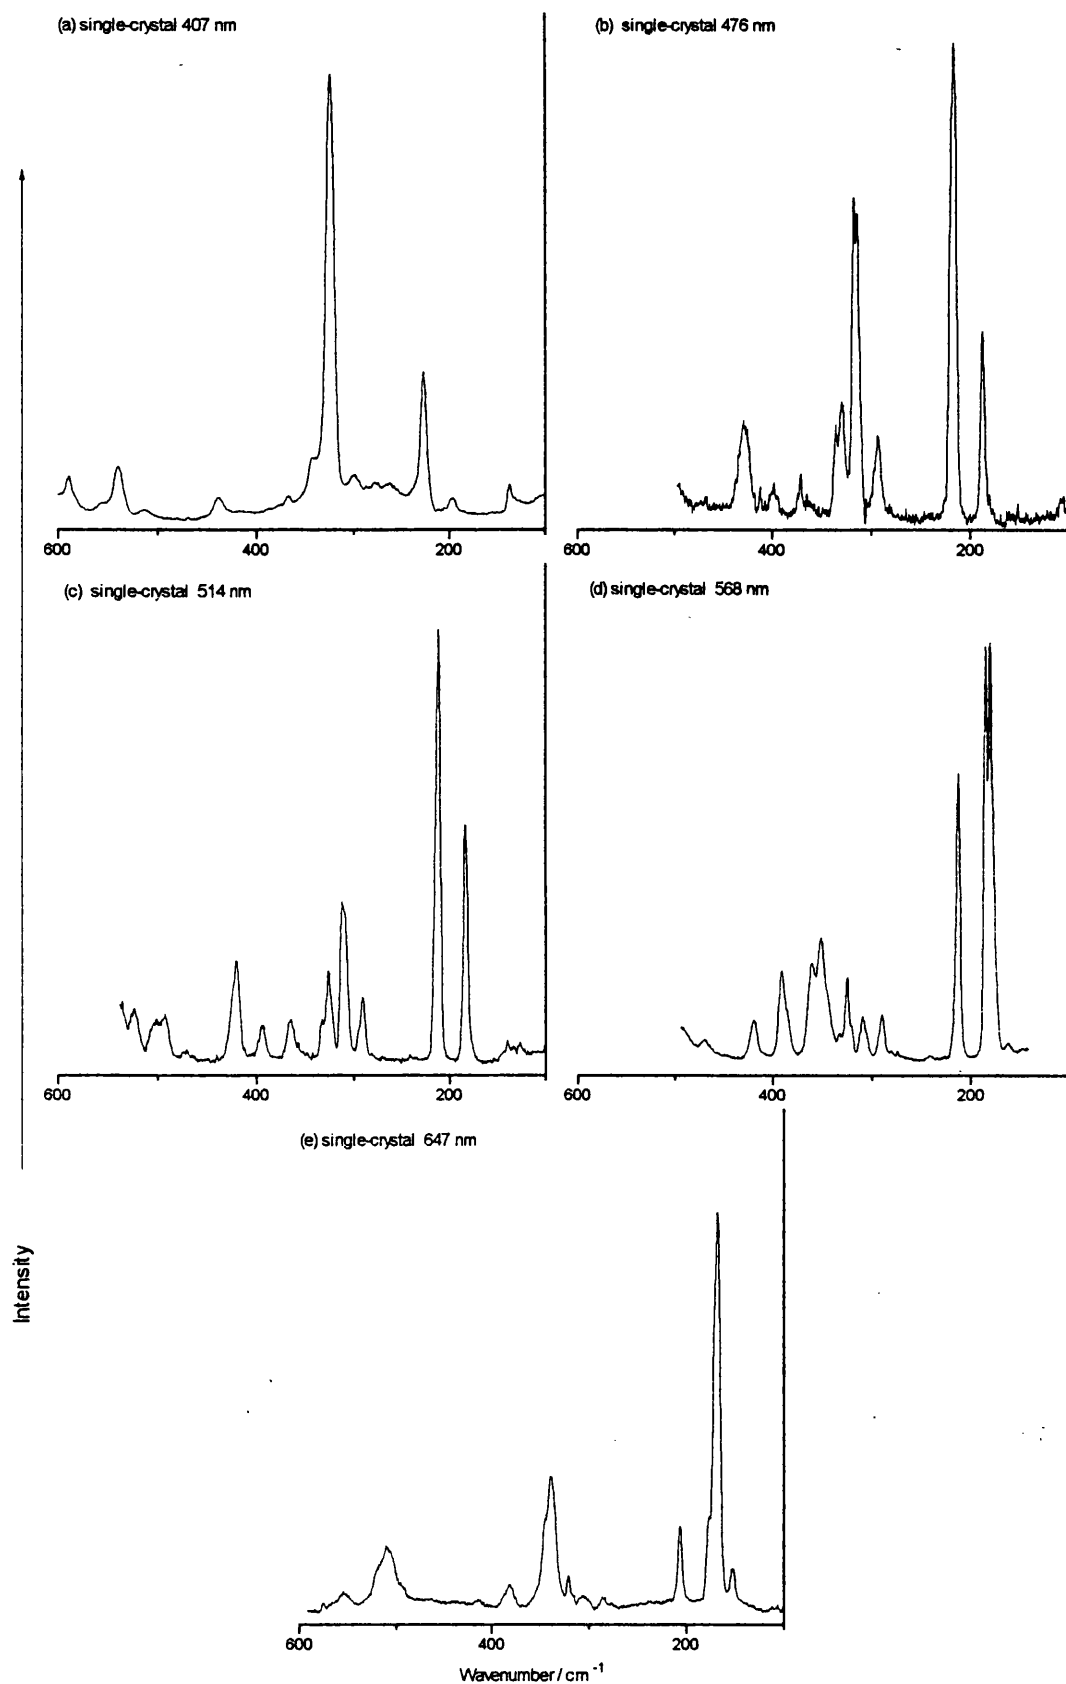 (a) single-crystal 407 nm
(b) single-crystal 476 nm
600 400 200
600 400 200
(c) single-crystal 514 nm
(d) single-crystal 568 nm
600 400 200
600 400 200
(e) single-crystal 647 nm
Intensity
600 400 200
Wavenumber / cm⁻¹